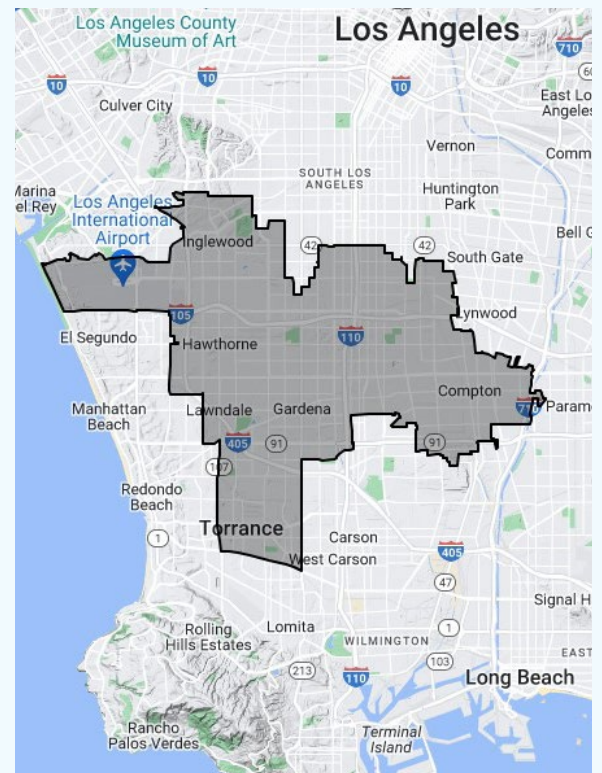 Los Angeles County
Museum of Art
Los Angeles
710
10
10
10
60
Culver City
East Lo
Angeles
Vernon
Comm
SOUTH LOS
ANGELES
Huntington
Park
Marina
el Rey
Los Angeles
International
Airport
Inglewood
42
42
Bell G
South Gate
105
Lynwood
El Segundo
Hawthorne
110
Compton
Manhattan
Beach
Lawndale
Gardena
710
Paramo
405
91
91
107
Redondo
Beach
Torrance
1
Carson
405
West Carson
47
Signal H
Lomita
1
Rolling
Hills Estates
WILMINGTON
EAST
213
110
103
Long Beach
Rancho
Palos Verdes
Terminal
Island